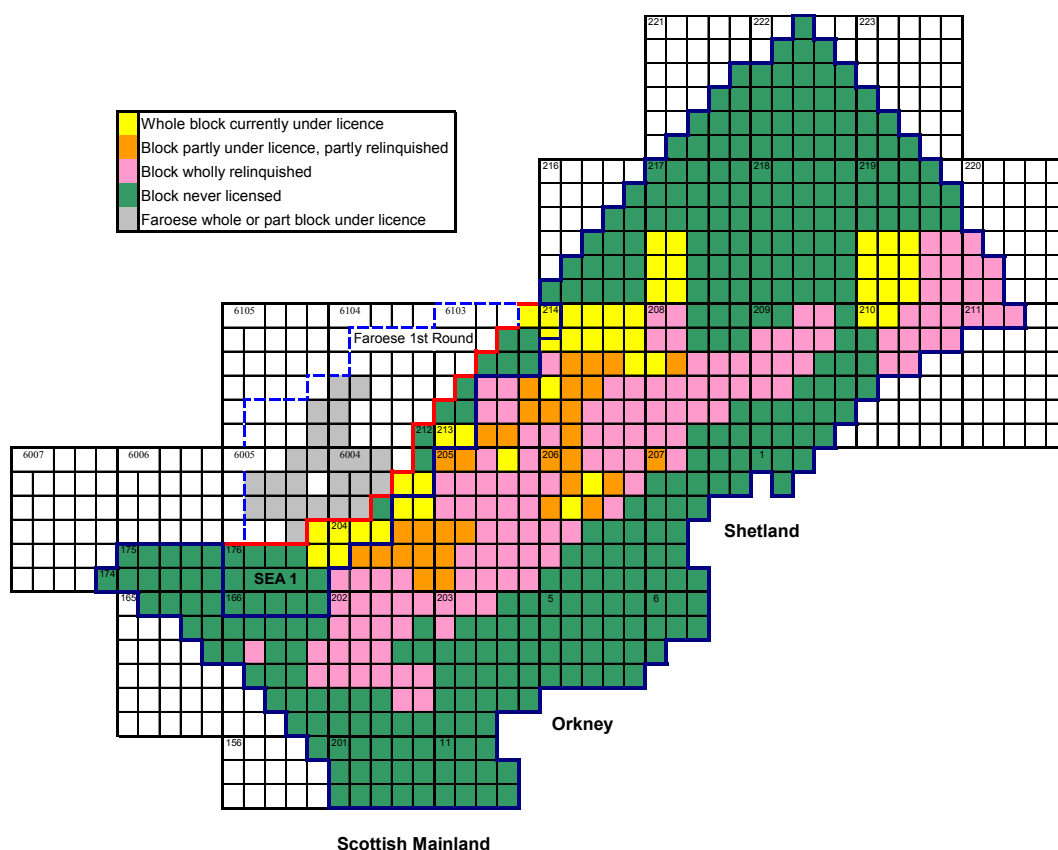 221 222 223
Whole block currently under licence
Block partly under licence, partly relinquished
Block wholly relinquished
Block never licensed
Faroese whole or part block under licence
216 217 218 219 220
6105 6104 6103 214 208 209 210 211
Faroese 1st Round
212 213
6007 6006 6005 6004 205 206 207 1
204
Shetland
175 176
174 SEA 1
165 166 202 203 5 6
Orkney
156 201 11
Scottish Mainland